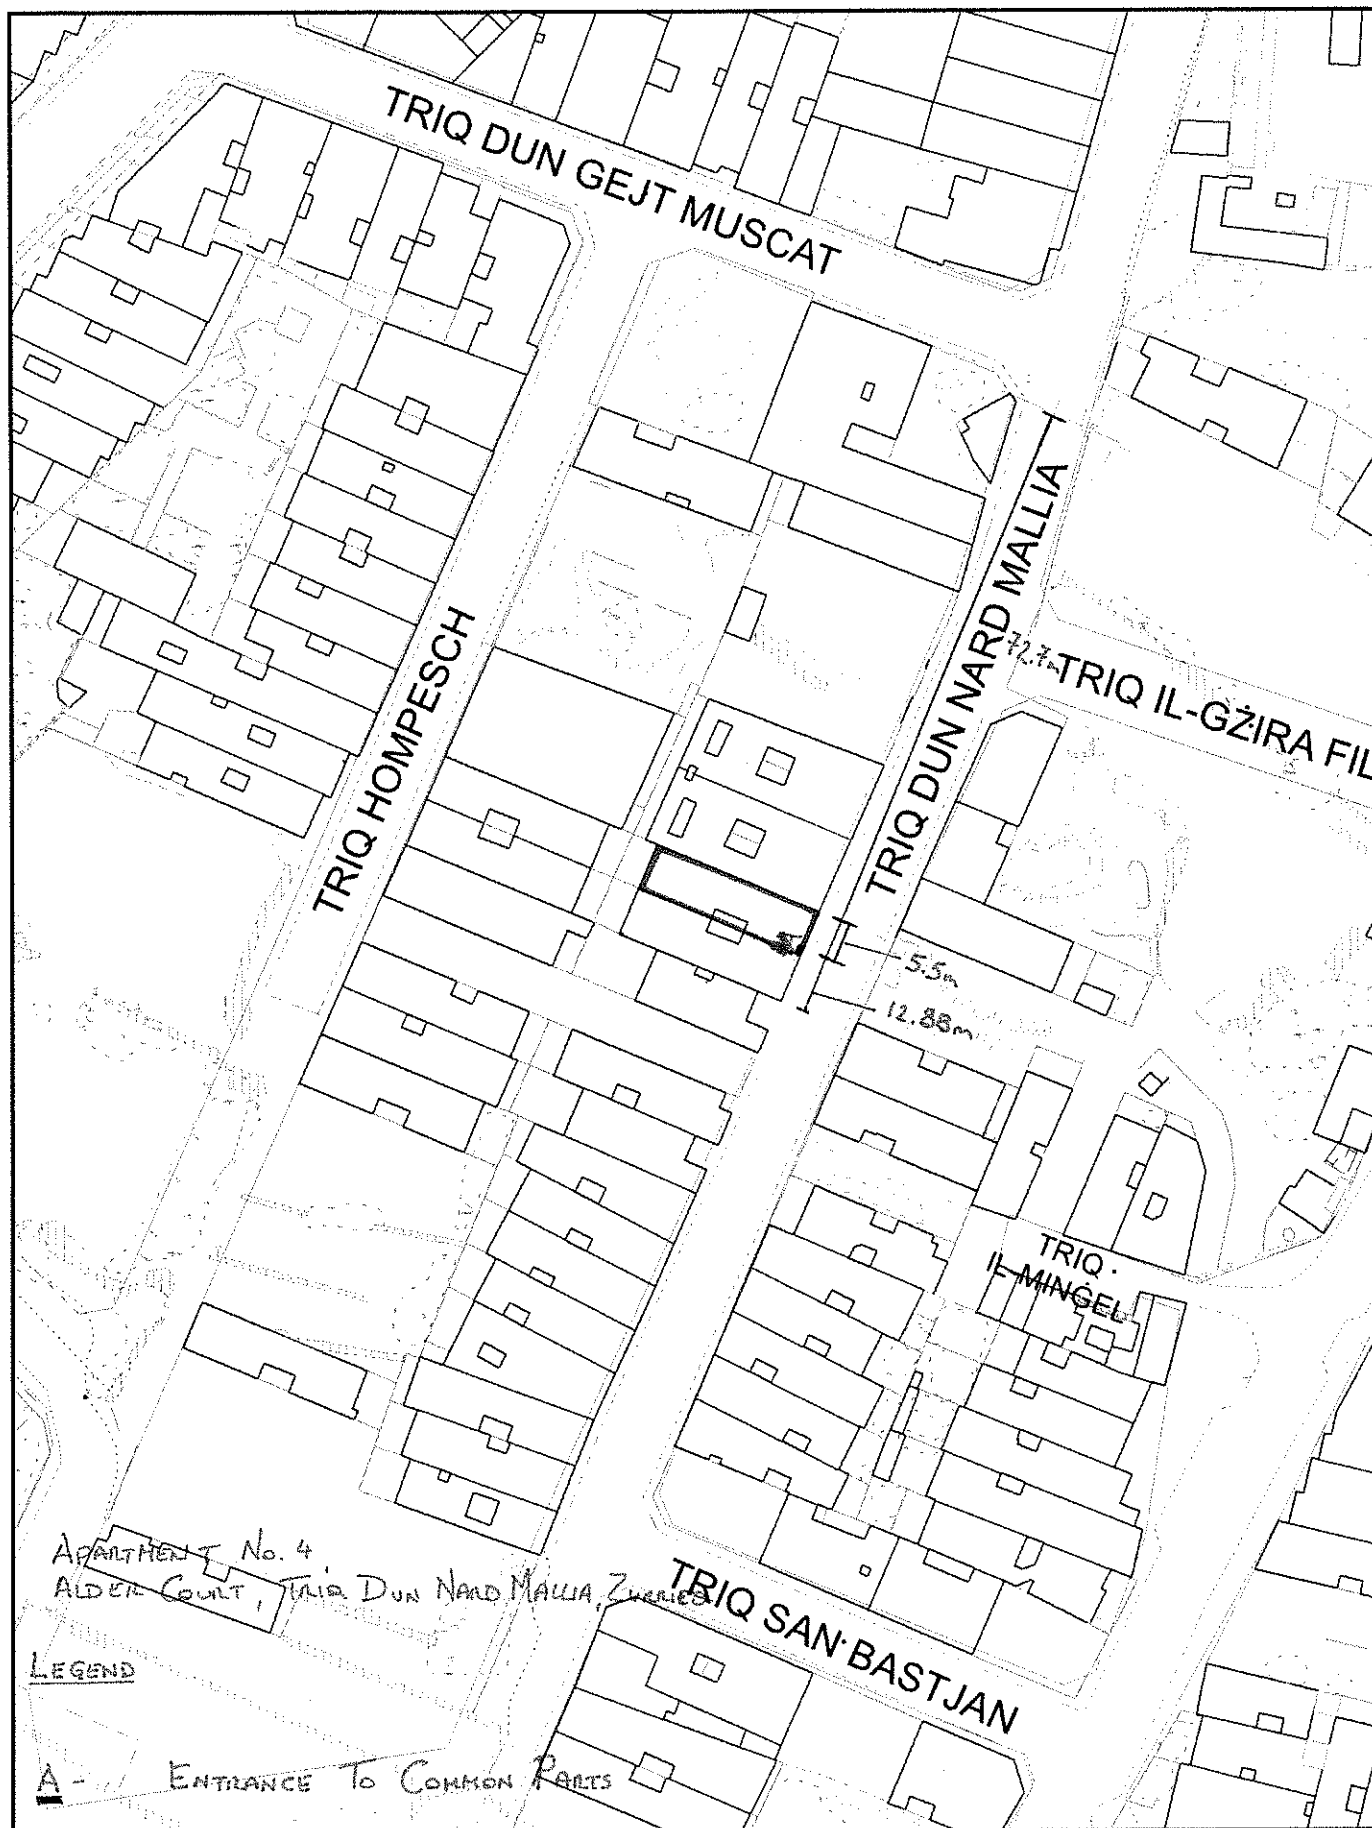 TRIQ DUN GEJT MUSCAT
TRIQ DUN NARD MALLIA
72.7m
TRIQ IL-GŻIRA FIL
TRIQ HOMPESCH
5.5m
12.88m
TRIQ
IL-MINĠEL
APARTMENT No. 4
ALDER COURT, TRIQ DUN NARD MALLIA, ZURRIEQ
TRIQ SAN BASTJAN
LEGEND
A - ENTRANCE TO COMMON PARTS